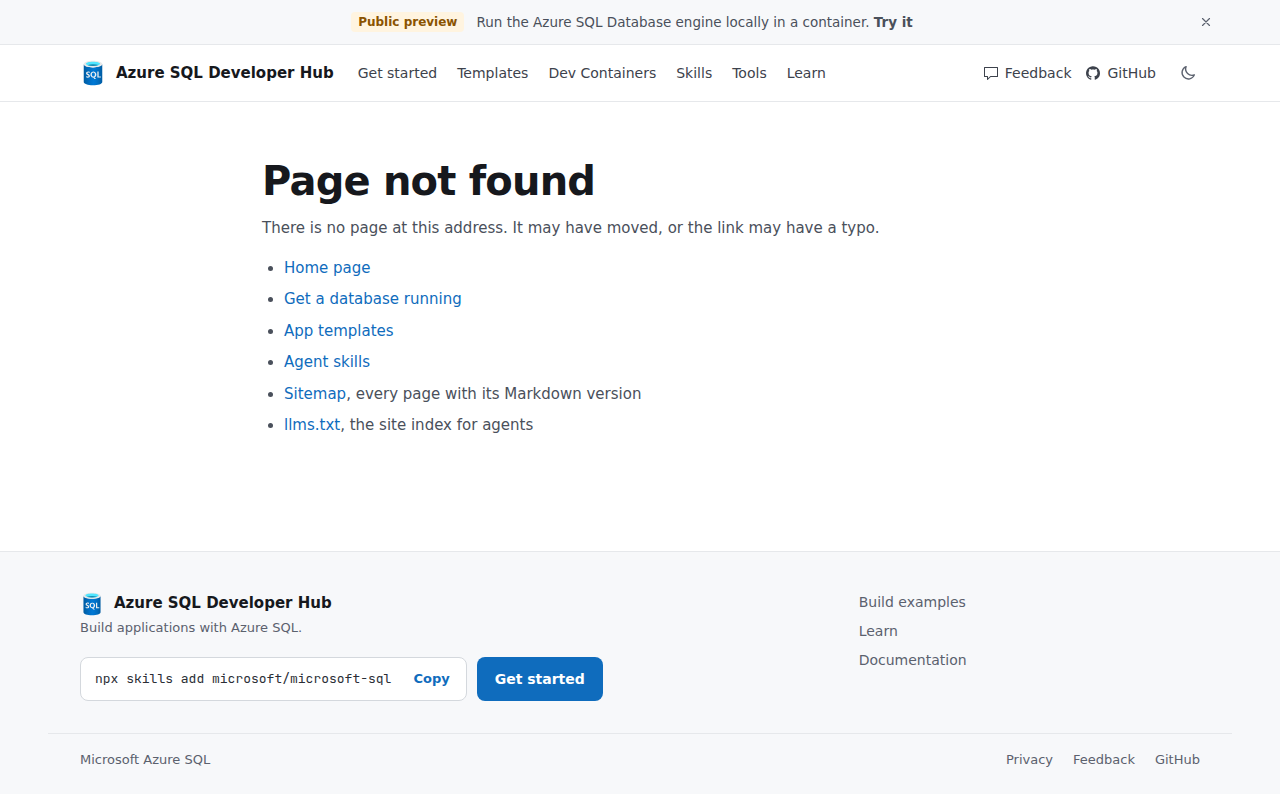 Public preview Run the Azure SQL Database engine locally in a container. Try it
SQL Azure SQL Developer Hub Get started Templates Dev Containers Skills Tools Learn Feedback GitHub
Page not found
There is no page at this address. It may have moved, or the link may have a typo.
Home page
Get a database running
App templates
Agent skills
Sitemap, every page with its Markdown version
llms.txt, the site index for agents
SQL Azure SQL Developer Hub
Build applications with Azure SQL.
npx skills add microsoft/microsoft-sql Copy Get started
Build examples
Learn
Documentation
Microsoft Azure SQL Privacy Feedback GitHub